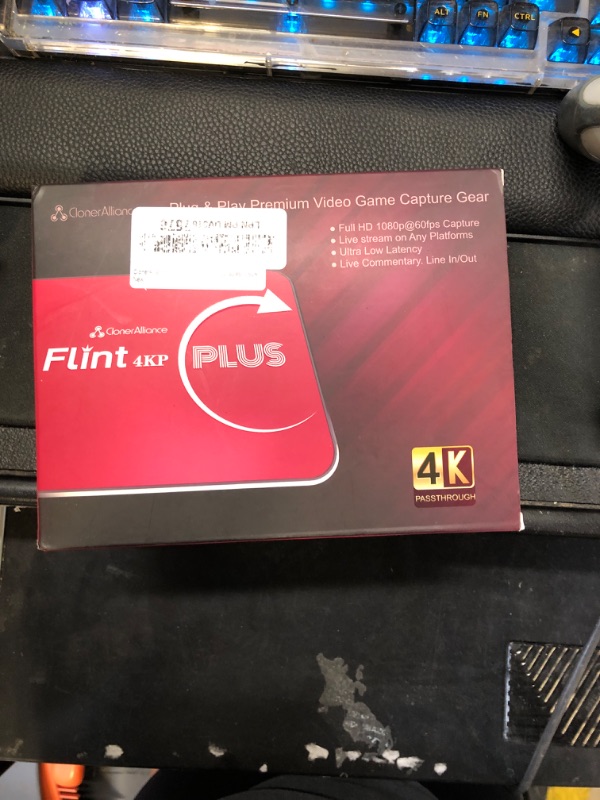 ALT
FN
CTRL
ClonerAlliance
Plug & Play Premium Video Game Capture Gear
• Full HD 1080p@60fps Capture
• Live stream on Any Platforms
• Ultra Low Latency
• Live Commentary. Line In/Out
ClonerAlliance
Flint 4KP PLUS
4K
PASSTHROUGH